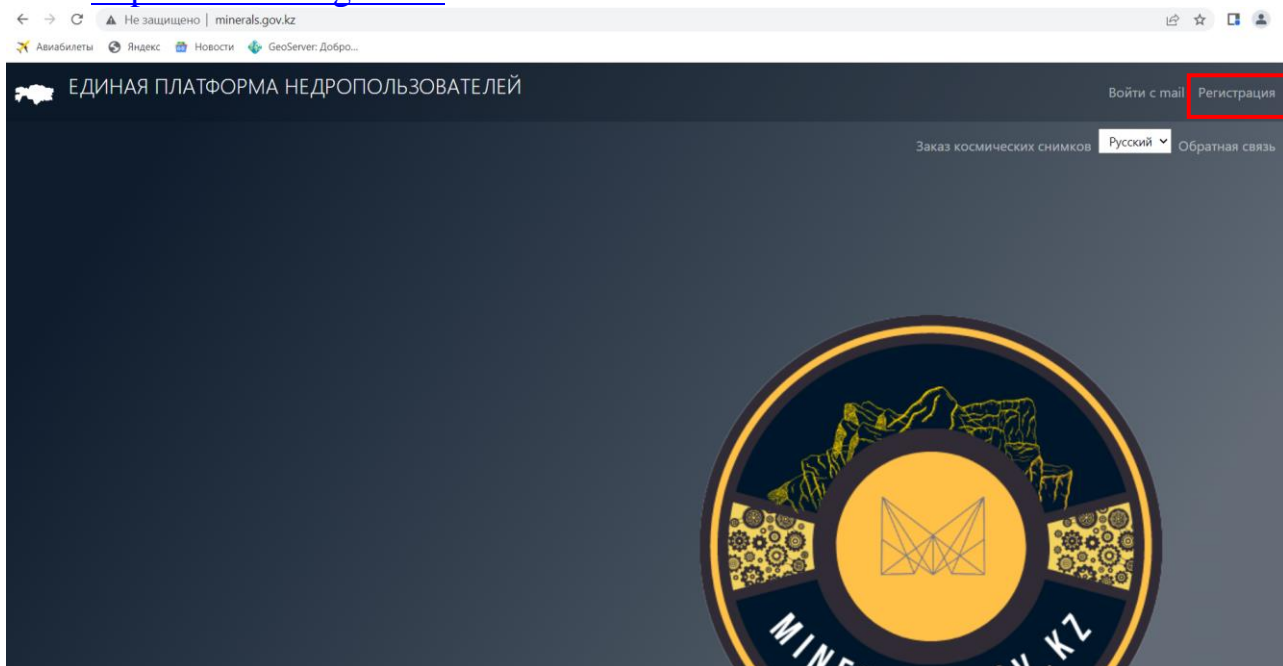 Не защищено | minerals.gov.kz
Авиабилеты Яндекс Новости GeoServer: Добро...
ЕДИНАЯ ПЛАТФОРМА НЕДРОПОЛЬЗОВАТЕЛЕЙ
Войти с mail Регистрация
Заказ космических снимков Русский Обратная связь